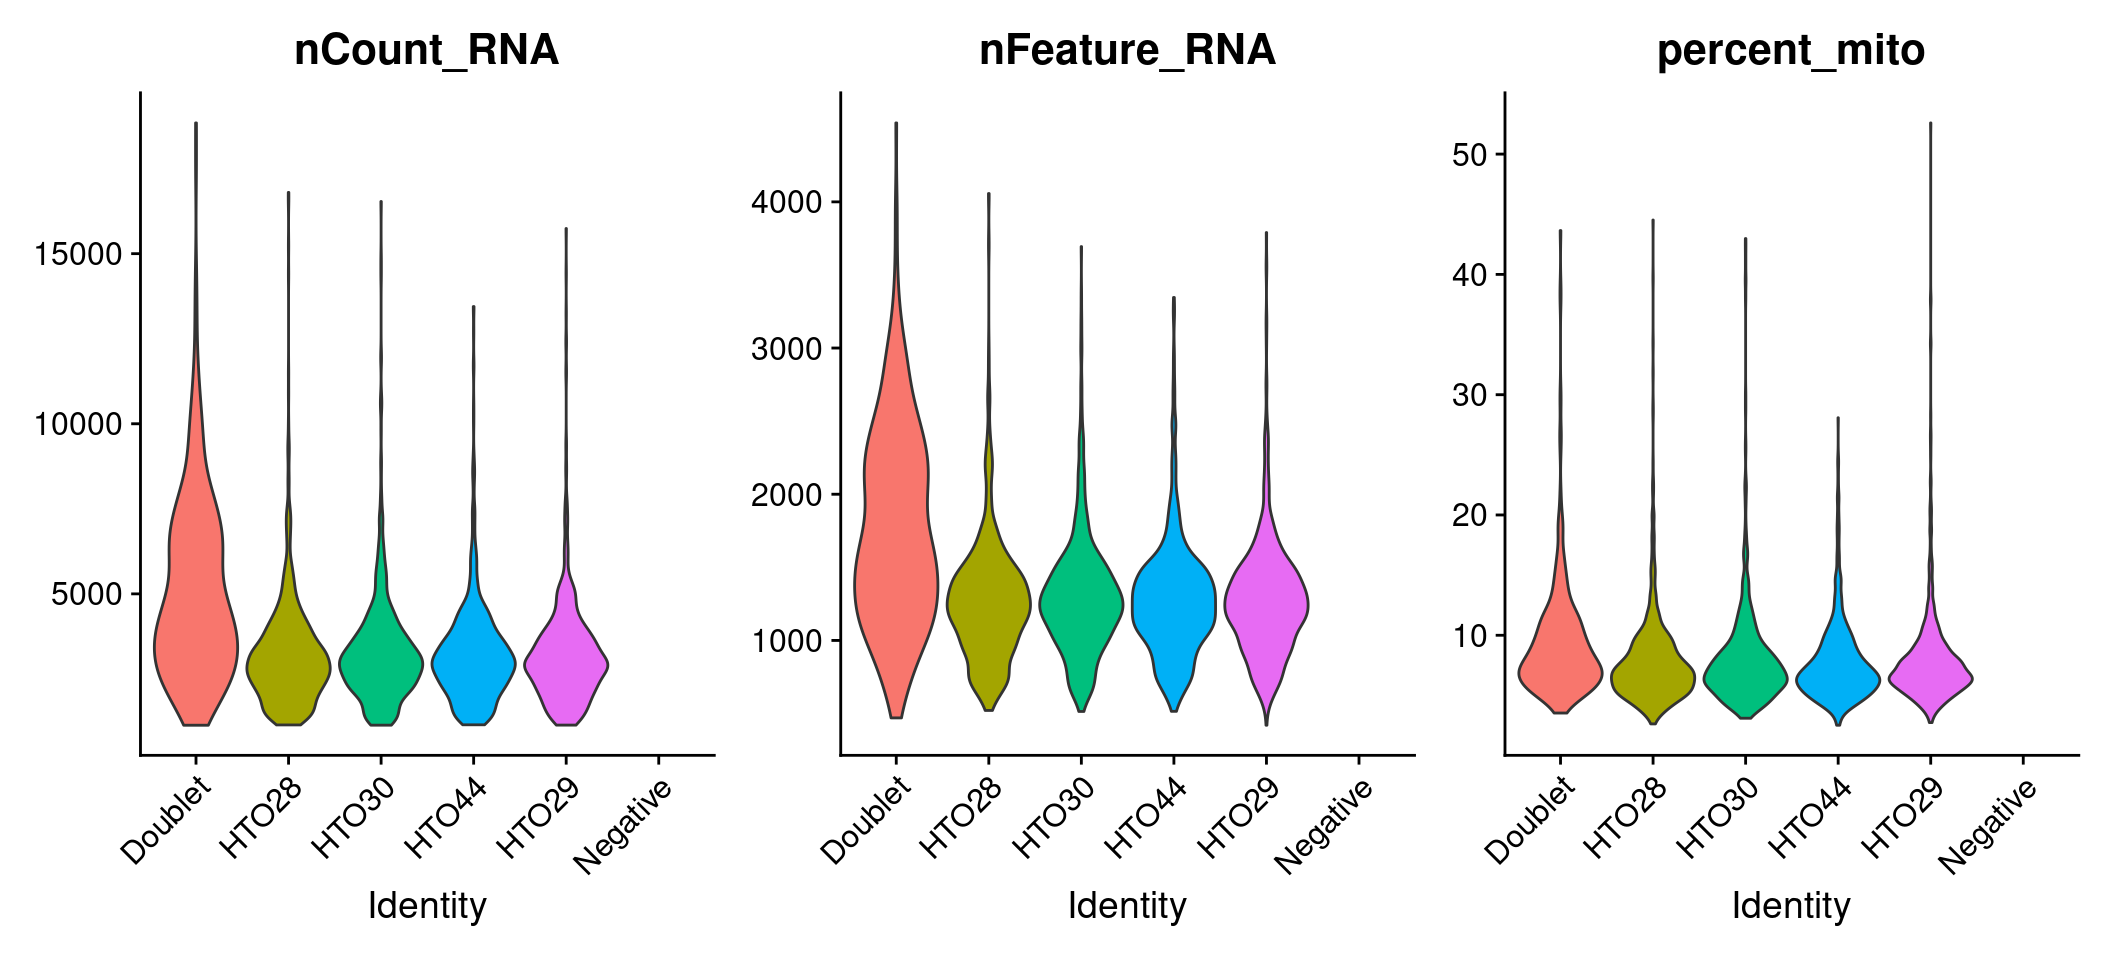 nCount_RNA
15000
10000
5000
Doublet
HTO28
HTO30
HTO44
HTO29
Negative
Identity
nFeature_RNA
4000
3000
2000
1000
Doublet
HTO28
HTO30
HTO44
HTO29
Negative
Identity
percent_mito
50
40
30
20
10
Doublet
HTO28
HTO30
HTO44
HTO29
Negative
Identity